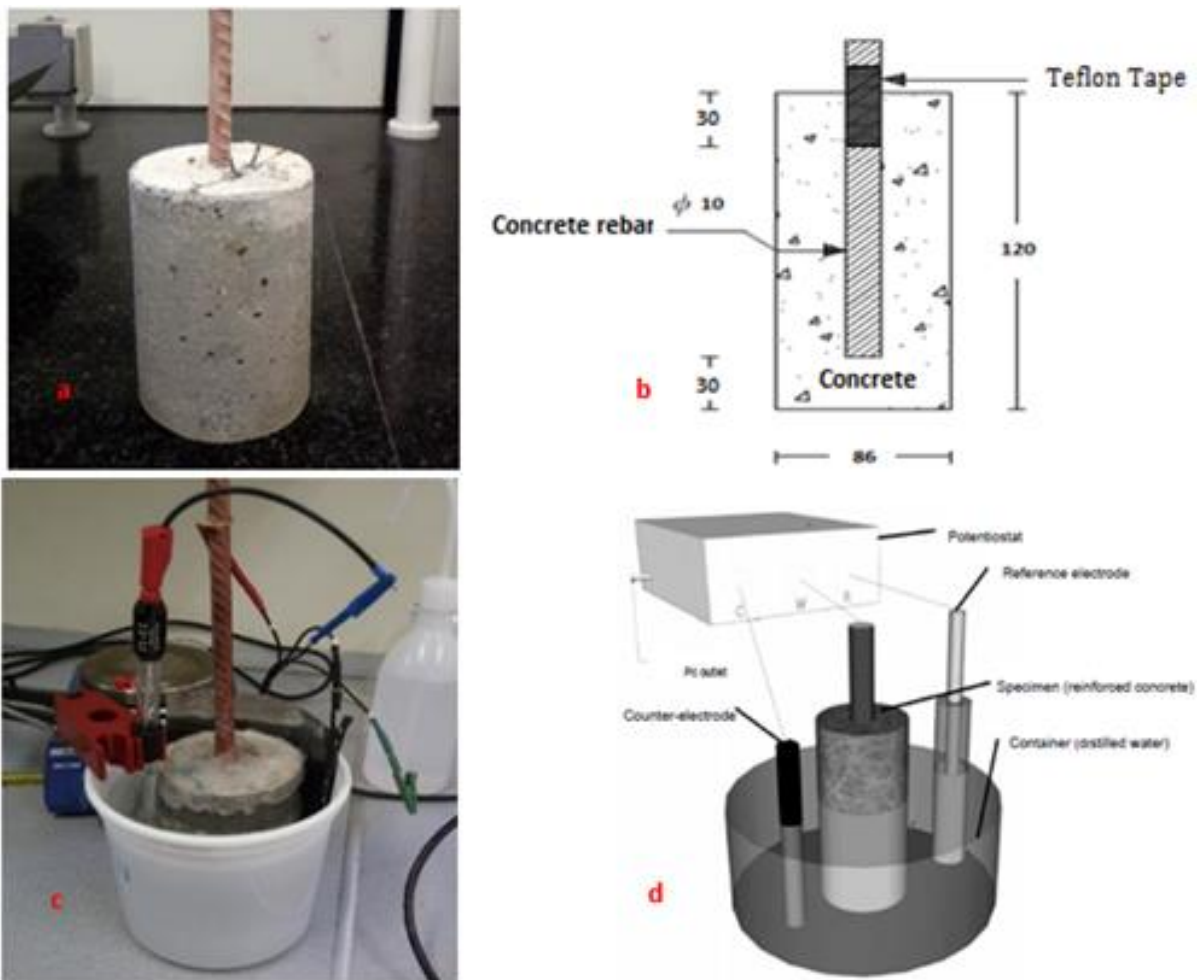 a
Teflon Tape
30
ϕ 10
Concrete rebar
120
30
Concrete
b
86
c
Potentiostat
Reference electrode
C
W
R
Pc outlet
Specimen (reinforced concrete)
Counter-electrode
Container (distilled water)
d